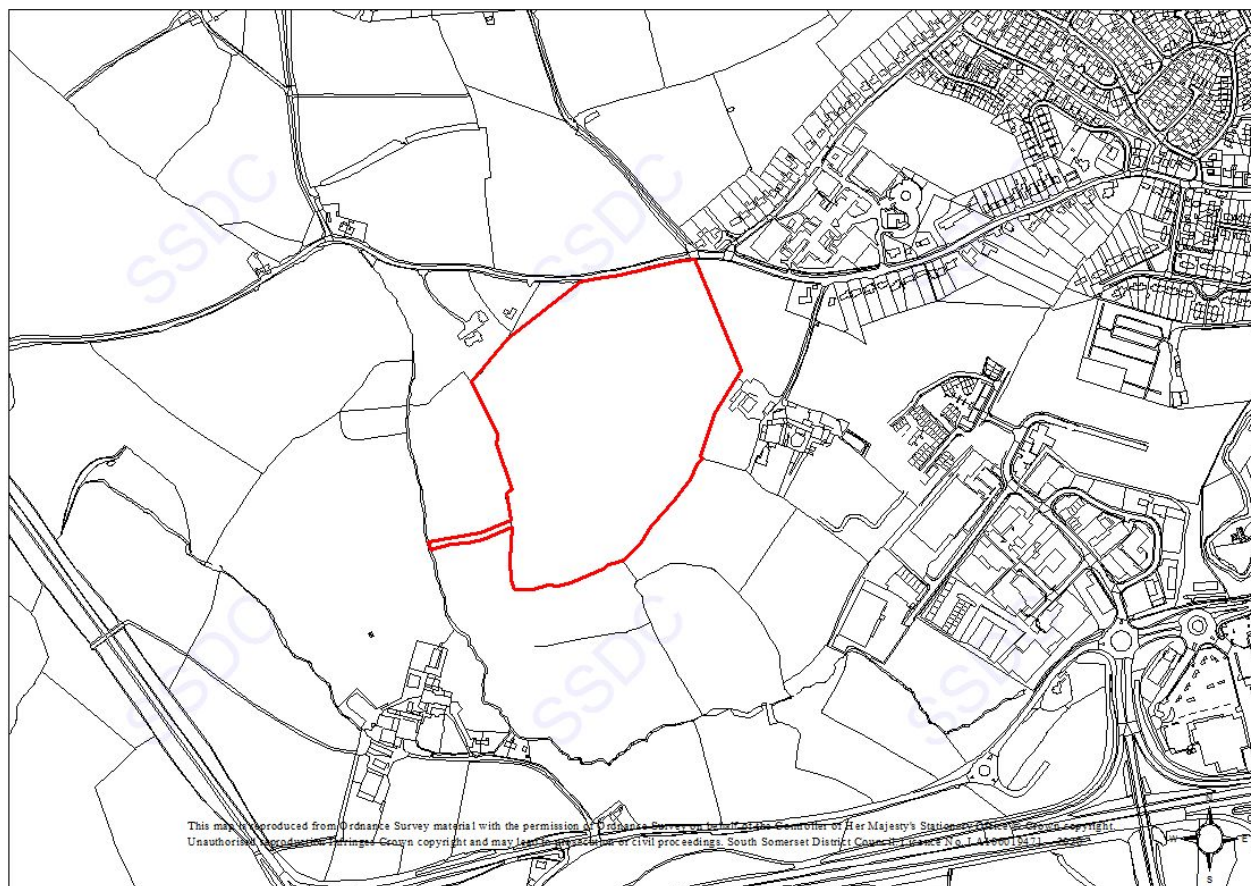 SSDC SSDC SSDC
This map is reproduced from Ordnance Survey material with the permission of Ordnance Survey on behalf of the Controller of Her Majesty's Stationery Office © Crown copyright.
Unauthorised reproduction infringes Crown copyright and may lead to prosecution or civil proceedings. South Somerset District Council Licence No. LA100019471
SSDC SSDC SSDC
W E
S